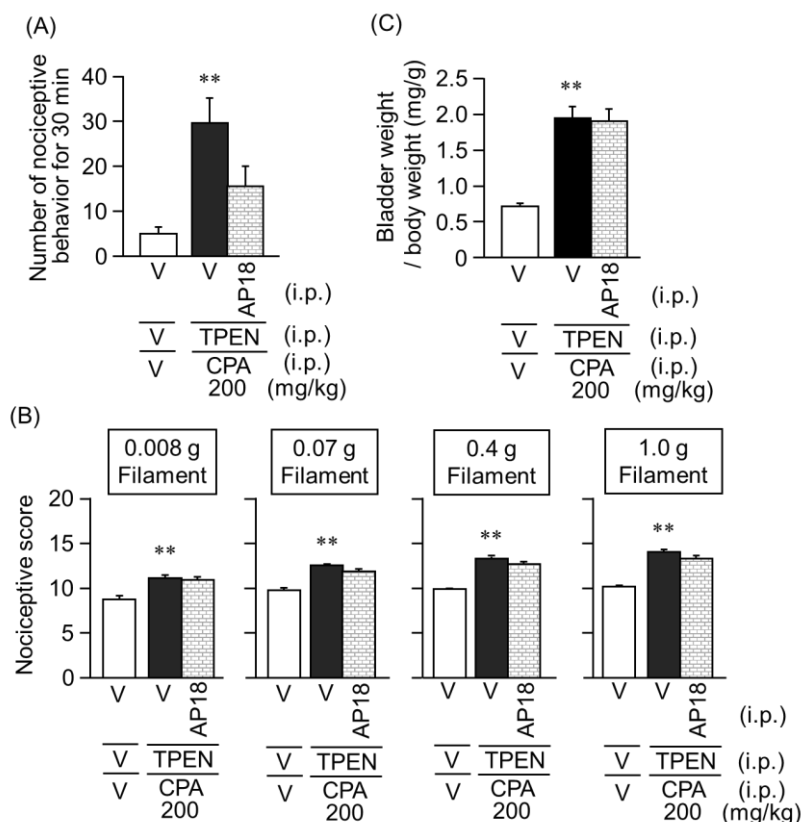 (A)
Number of nociceptive
behavior for 30 min
40
30
20
10
0
**
V
V
AP18
(i.p.)
V
TPEN
(i.p.)
V
CPA
200
(i.p.)
(mg/kg)
(C)
Bladder weight
/ body weight (mg/g)
2.5
2.0
1.5
1.0
0.5
0
**
V
V
AP18
(i.p.)
V
TPEN
(i.p.)
V
CPA
200
(i.p.)
(mg/kg)
(B)
Nociceptive score
20
15
10
5
0
0.008 g
Filament
**
V
V
AP18
V
TPEN
V
CPA
200
0.07 g
Filament
**
V
V
AP18
V
TPEN
V
CPA
200
0.4 g
Filament
**
V
V
AP18
V
TPEN
V
CPA
200
1.0 g
Filament
**
V
V
AP18
(i.p.)
V
TPEN
(i.p.)
V
CPA
200
(i.p.)
(mg/kg)